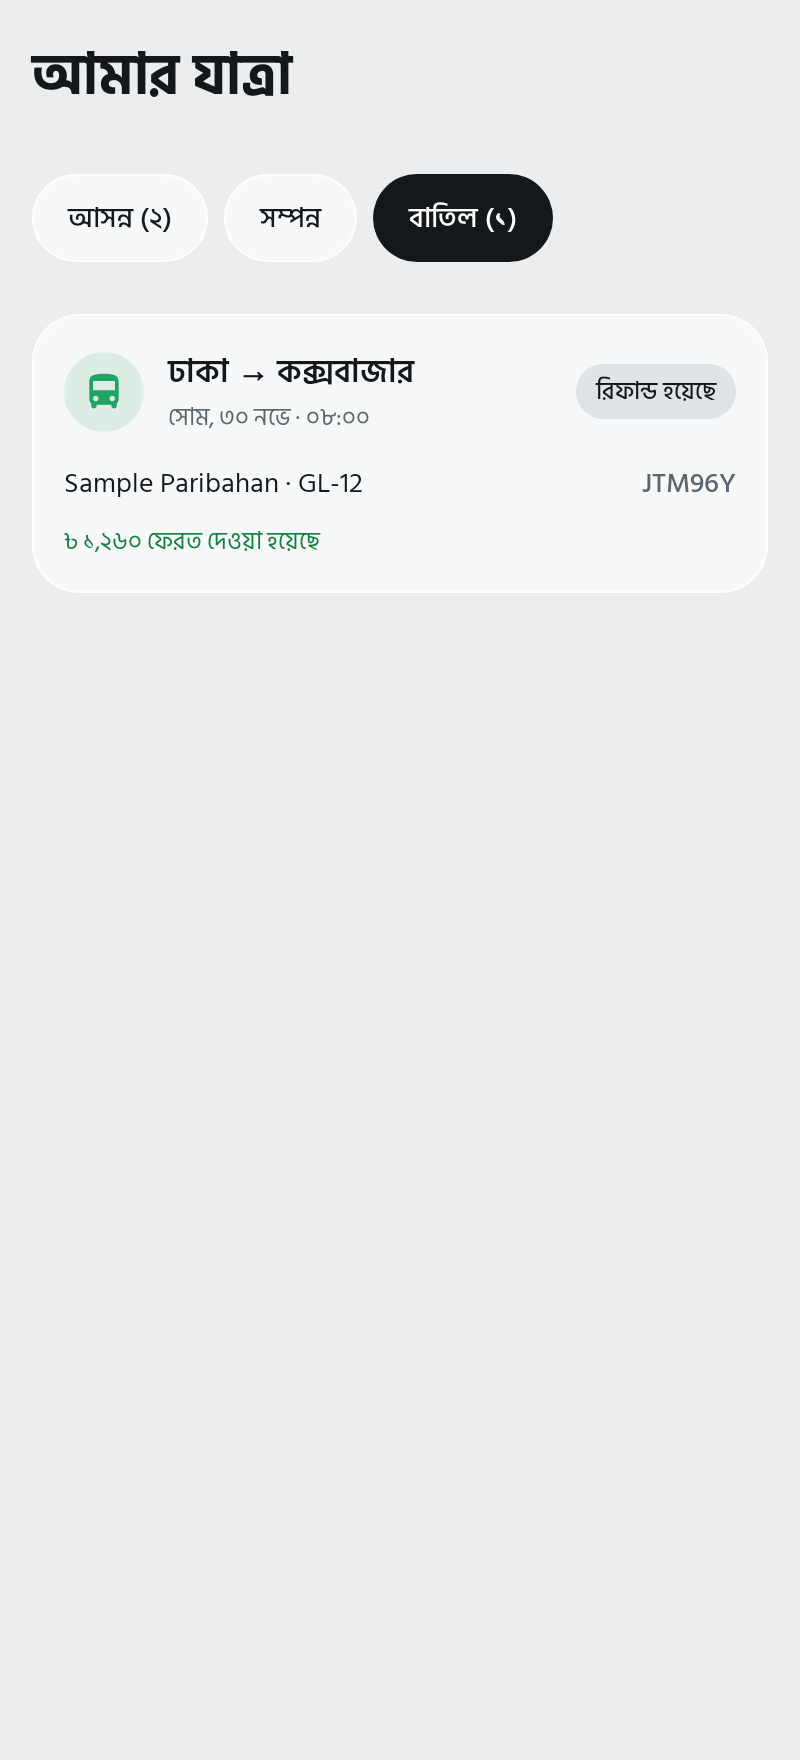 আমার যাত্রা
আসন্ন (২)
সম্পন্ন
বাতিল (১)
ঢাকা → কক্সবাজার
সোম, ৩০ নভে · ০৮:০০
রিফান্ড হয়েছে
Sample Paribahan · GL-12
JTM96Y
৳ ১,২৬০ ফেরত দেওয়া হয়েছে